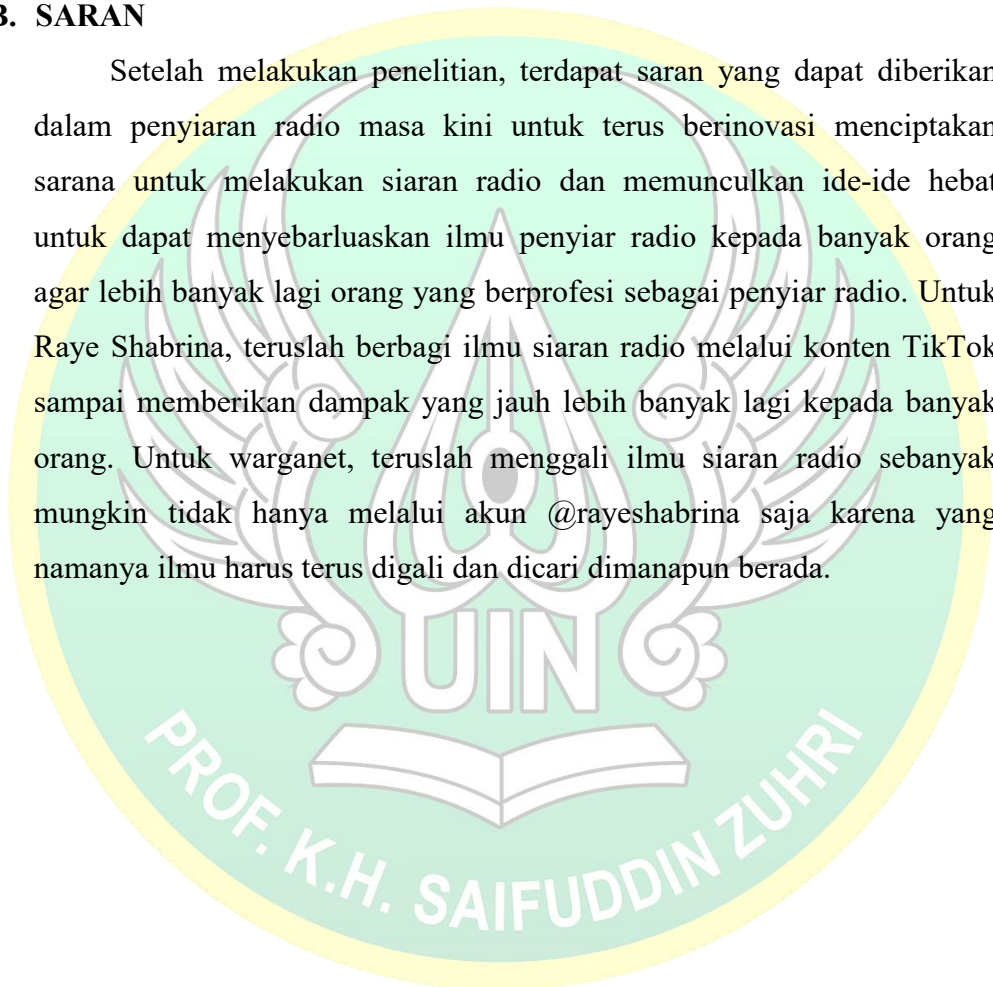 B. SARAN
Setelah melakukan penelitian, terdapat saran yang dapat diberikan
dalam penyiaran radio masa kini untuk terus berinovasi menciptakan
sarana untuk melakukan siaran radio dan memunculkan ide-ide hebat
untuk dapat menyebarluaskan ilmu penyiar radio kepada banyak orang
agar lebih banyak lagi orang yang berprofesi sebagai penyiar radio. Untuk
Raye Shabrina, teruslah berbagi ilmu siaran radio melalui konten TikTok
sampai memberikan dampak yang jauh lebih banyak lagi kepada banyak
orang. Untuk warganet, teruslah menggali ilmu siaran radio sebanyak
mungkin tidak hanya melalui akun @rayeshabrina saja karena yang
namanya ilmu harus terus digali dan dicari dimanapun berada.
UIN
PROF. K.H. SAIFUDDIN ZUHRI